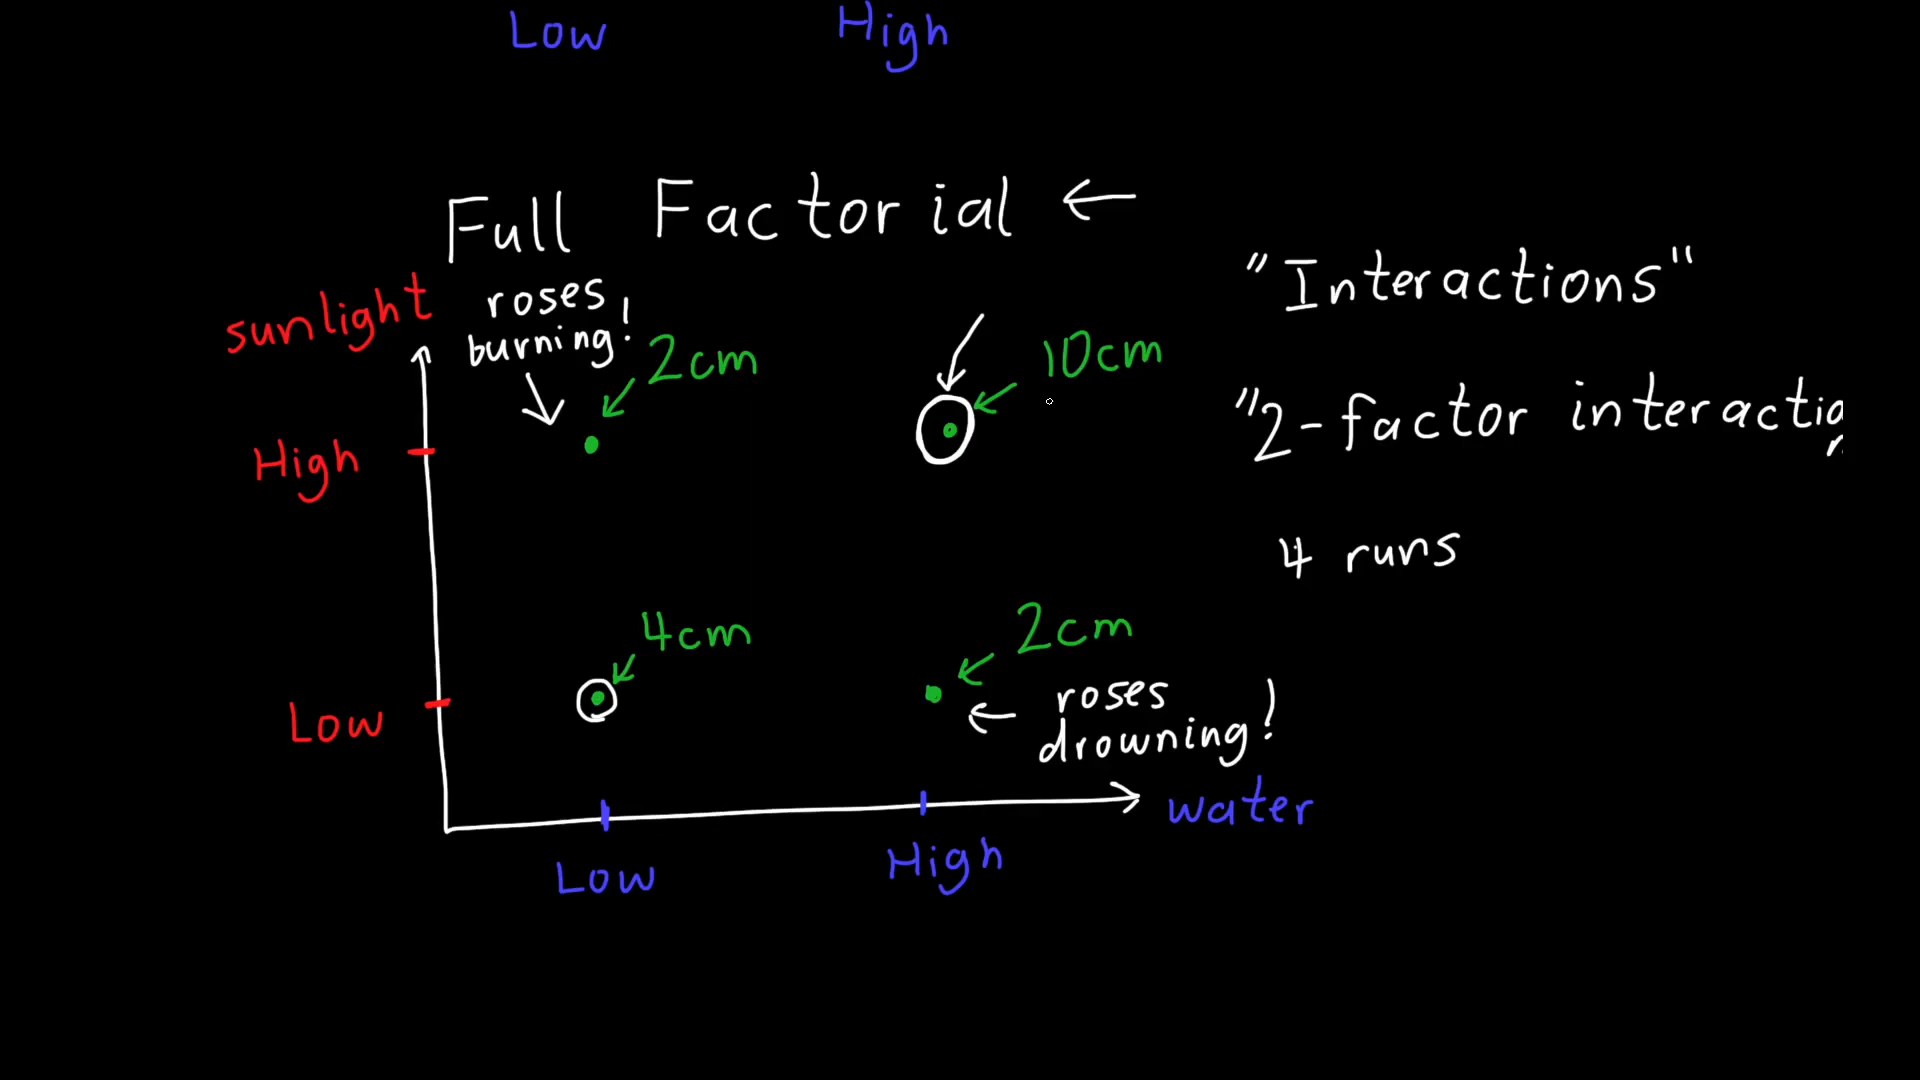 Low High
Full Factorial ←
"Interactions"
sunlight
roses
burning!
2cm
10cm
"2-factor interaction
High
4 runs
4cm
2cm
roses
drowning!
Low
water
Low High